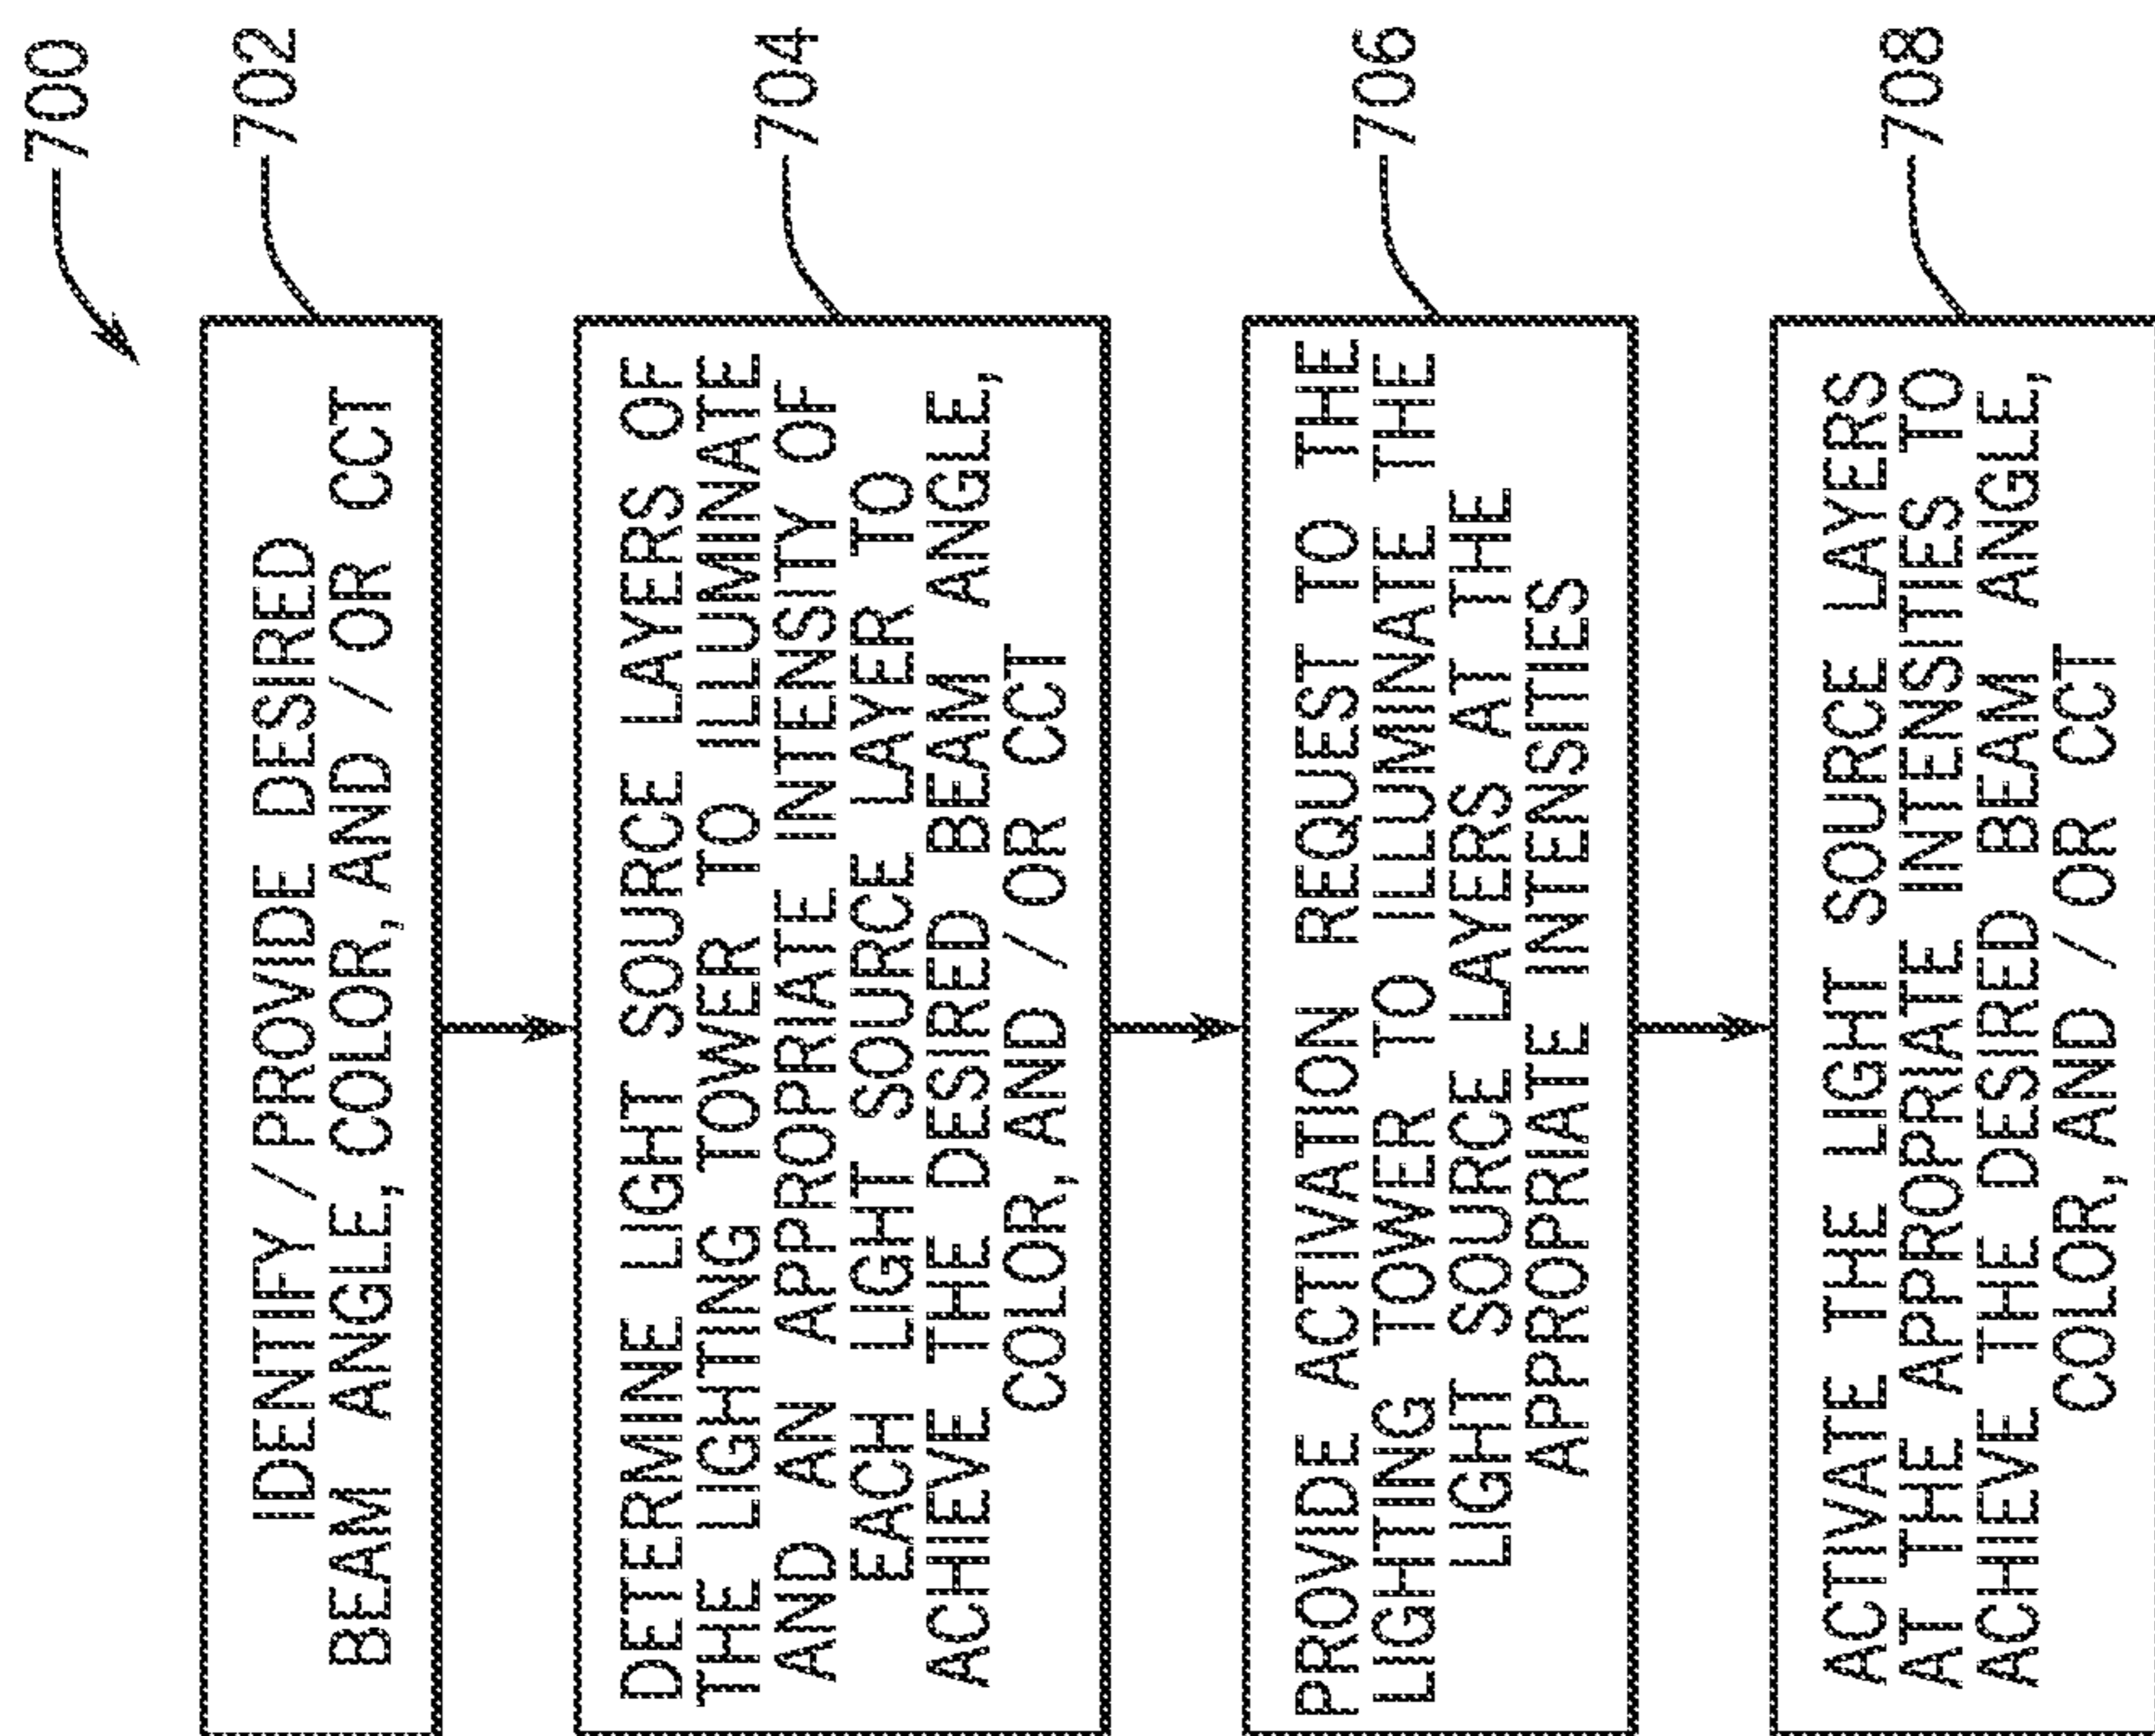 700
IDENTIFY / PROVIDE DESIRED
BEAM ANGLE, COLOR, AND / OR CCT
702
DETERMINE LIGHT SOURCE LAYERS OF
THE LIGHTING TOWER TO ILLUMINATE
AND AN APPROPRIATE INTENSITY OF
EACH LIGHT SOURCE LAYER TO
ACHIEVE THE DESIRED BEAM ANGLE,
COLOR, AND / OR CCT
704
PROVIDE ACTIVATION REQUEST TO THE
LIGHTING TOWER TO ILLUMINATE THE
LIGHT SOURCE LAYERS AT THE
APPROPRIATE INTENSITIES
706
ACTIVATE THE LIGHT SOURCE LAYERS
AT THE APPROPRIATE INTENSITIES TO
ACHIEVE THE DESIRED BEAM ANGLE,
COLOR, AND / OR CCT
708